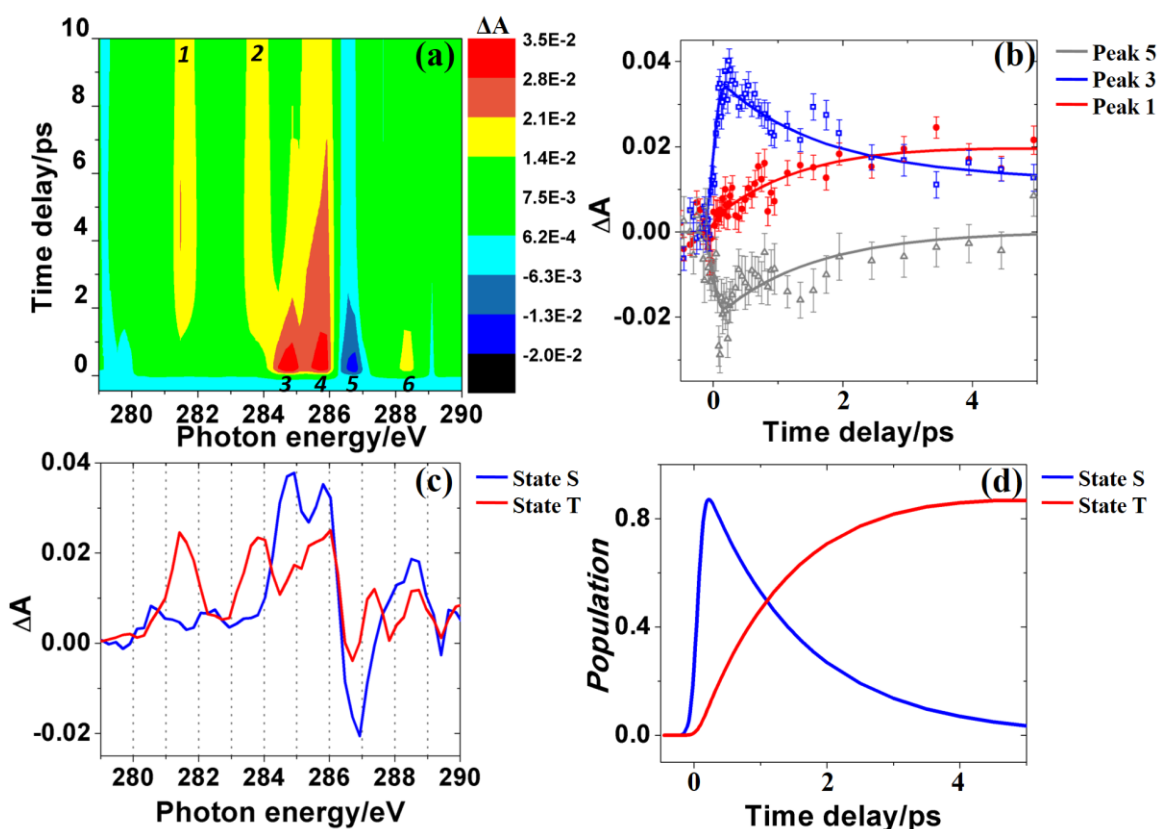 (a)
ΔA
10
8
6
4
2
0
Time delay/ps
1
2
3
4
5
6
280 282 284 286 288 290
Photon energy/eV
3.5E-2
2.8E-2
2.1E-2
1.4E-2
7.5E-3
6.2E-4
-6.3E-3
-1.3E-2
-2.0E-2
(b)
Peak 5
Peak 3
Peak 1
0.04
0.02
0.00
-0.02
ΔA
0 2 4
Time delay/ps
(c)
State S
State T
0.04
0.02
0.00
-0.02
ΔA
280 282 284 286 288 290
Photon energy/eV
(d)
State S
State T
0.8
0.4
0.0
Population
0 2 4
Time delay/ps